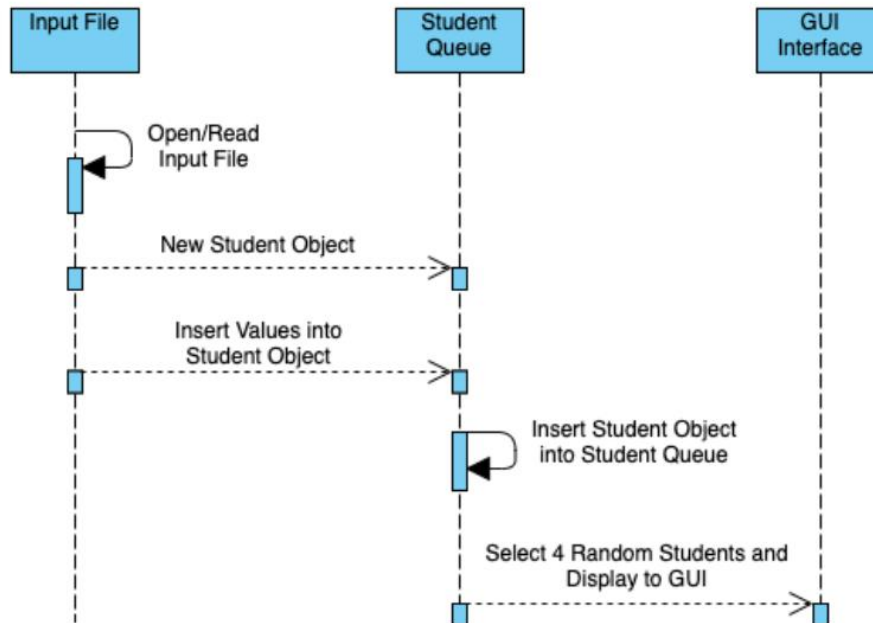 Input File
Student
Queue
GUI
Interface
Open/Read
Input File
New Student Object
Insert Values into
Student Object
Insert Student Object
into Student Queue
Select 4 Random Students and
Display to GUI